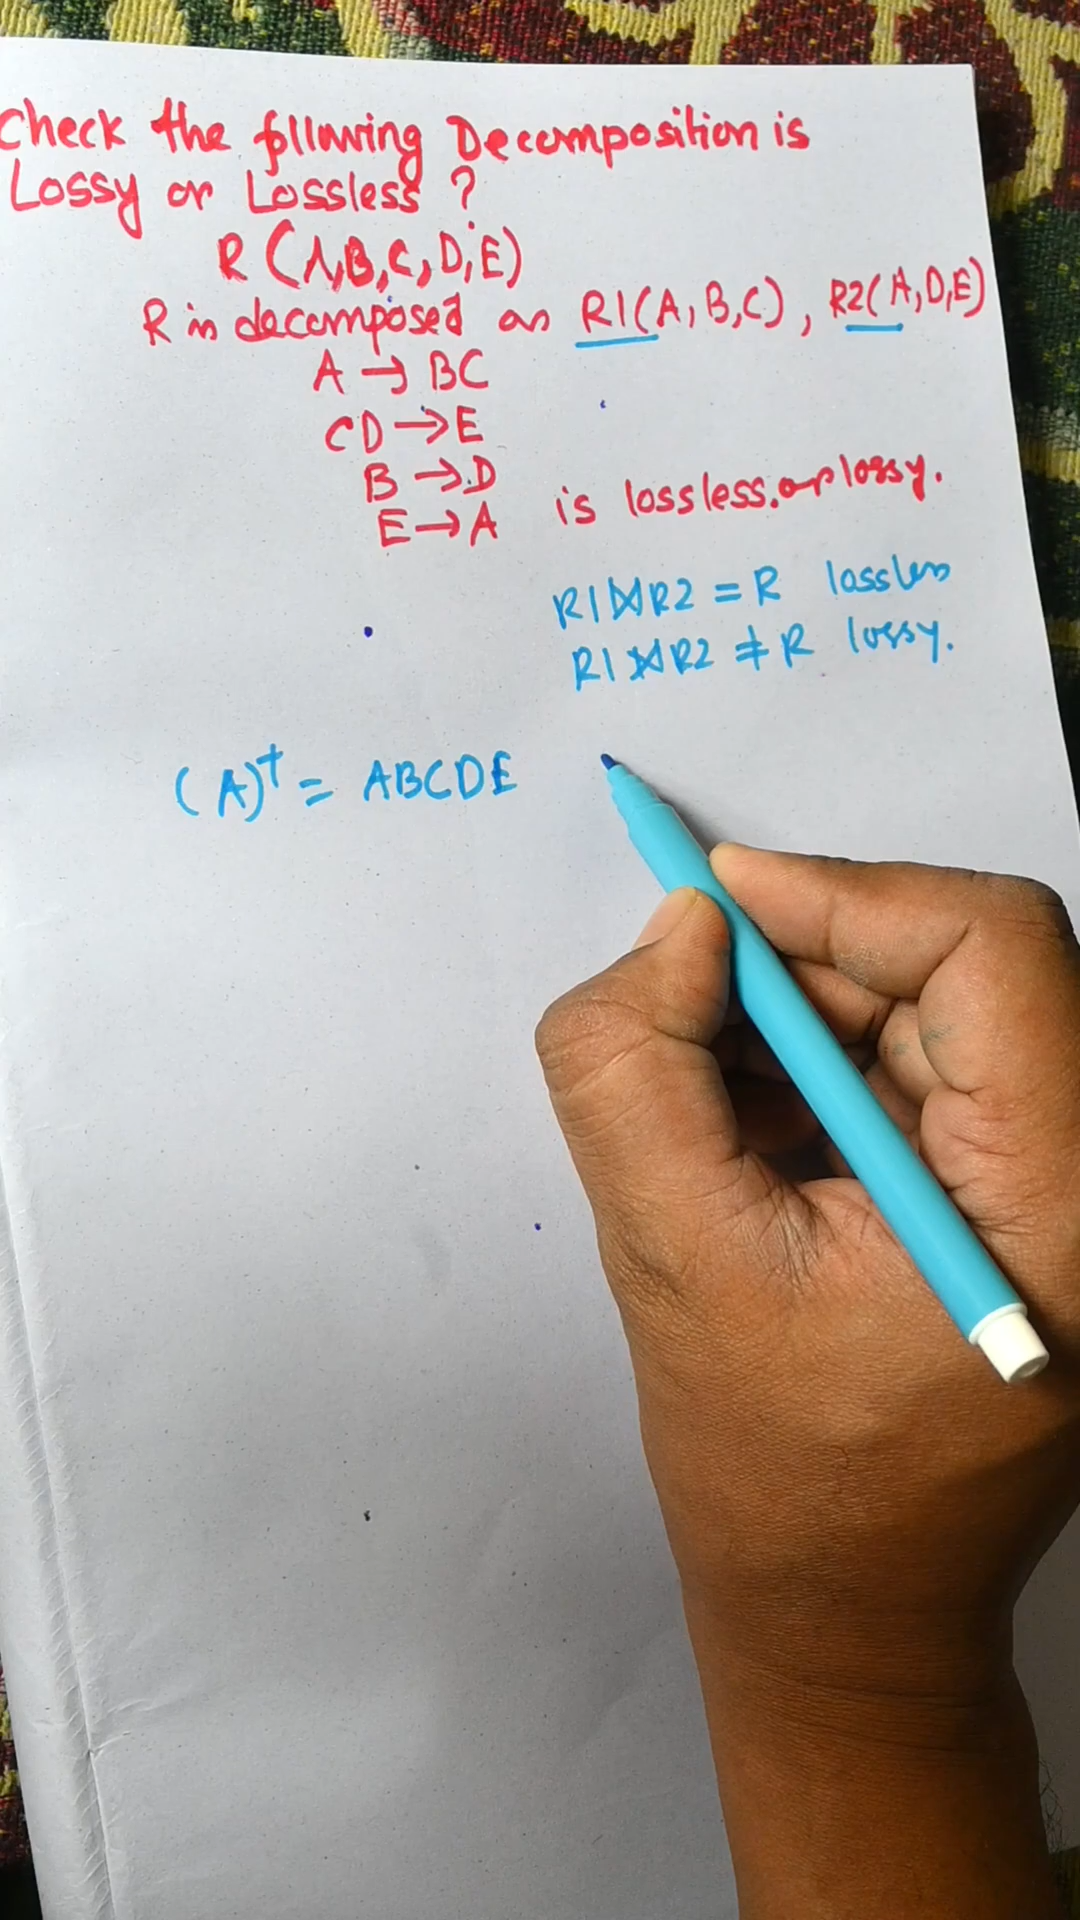 Check the following Decomposition is
Lossy or Lossless ?
R (A,B,C,D,E)
R is decomposed as R1(A,B,C), R2(A,D,E)
A → BC
CD → E
B → D
E → A is lossless or lossy.
R1⋈R2 = R lossless
R1⋈R2 ≠ R lossy.
(A)⁺ = ABCDE